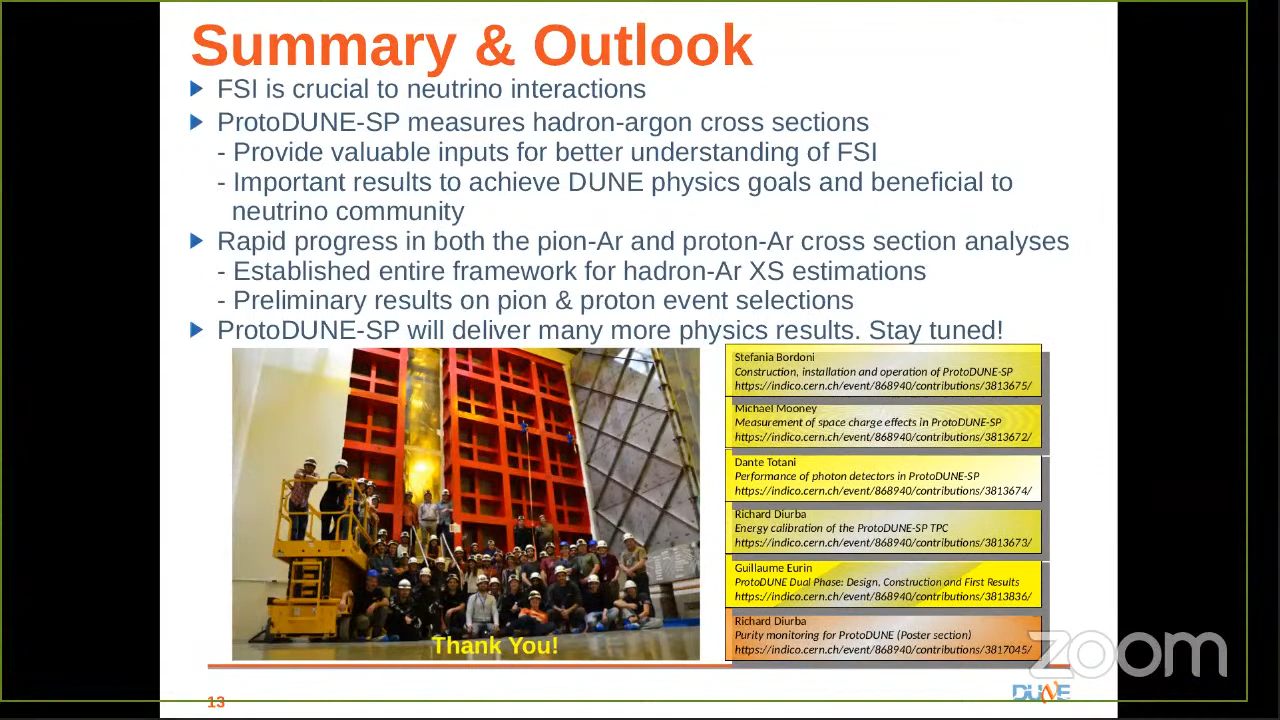 Summary & Outlook
FSI is crucial to neutrino interactions
ProtoDUNE-SP measures hadron-argon cross sections
- Provide valuable inputs for better understanding of FSI
- Important results to achieve DUNE physics goals and beneficial to
neutrino community
Rapid progress in both the pion-Ar and proton-Ar cross section analyses
- Established entire framework for hadron-Ar XS estimations
- Preliminary results on pion & proton event selections
ProtoDUNE-SP will deliver many more physics results. Stay tuned!
Thank You!
Stefania Bordoni
Construction, installation and operation of ProtoDUNE-SP
https://indico.cern.ch/event/868940/contributions/3813675/
Michael Mooney
Measurement of space charge effects in ProtoDUNE-SP
https://indico.cern.ch/event/868940/contributions/3813672/
Dante Totani
Performance of photon detectors in ProtoDUNE-SP
https://indico.cern.ch/event/868940/contributions/3813674/
Richard Diurba
Energy calibration of the ProtoDUNE-SP TPC
https://indico.cern.ch/event/868940/contributions/3813673/
Guillaume Eurin
ProtoDUNE Dual Phase: Design, Construction and First Results
https://indico.cern.ch/event/868940/contributions/3813836/
Richard Diurba
Purity monitoring for ProtoDUNE (Poster section)
https://indico.cern.ch/event/868940/contributions/3817045/
zoom
13
DUNE